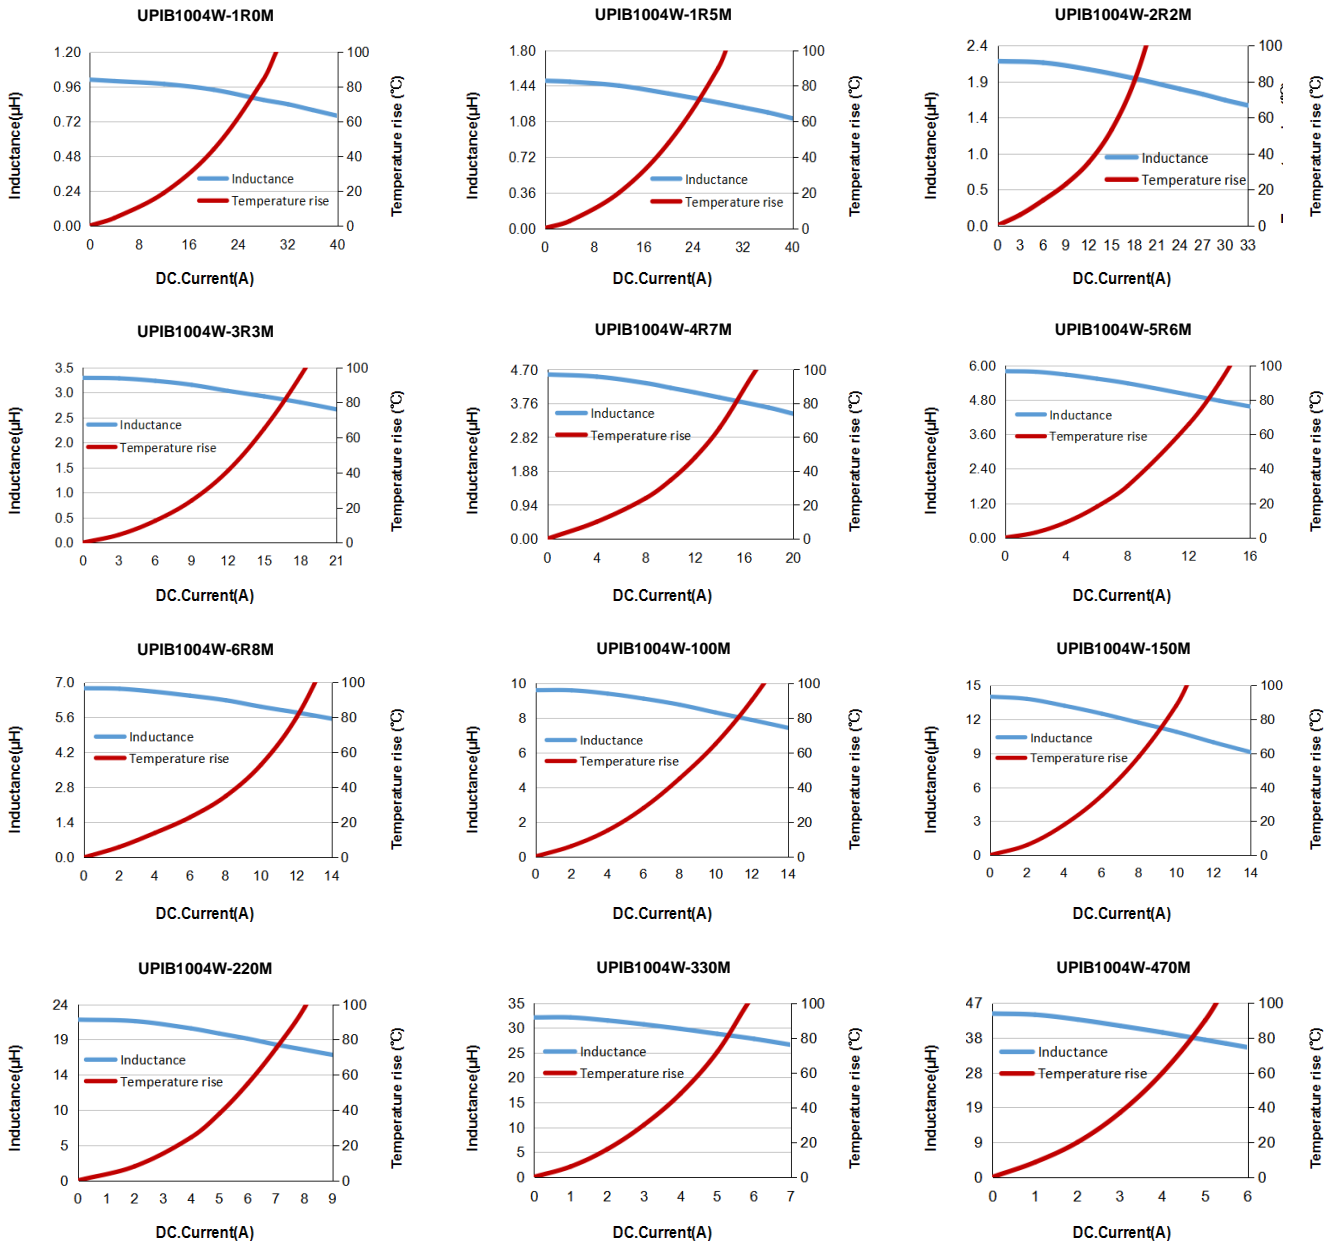 UPIB1004W-1R0M
Inductance(μH)
1.20
0.96
0.72
0.48
0.24
0.00
100
80
60
40
20
0
Temperature rise (℃)
Inductance
Temperature rise
0 8 16 24 32 40
DC.Current(A)
UPIB1004W-1R5M
Inductance(μH)
1.80
1.44
1.08
0.72
0.36
0.00
100
80
60
40
20
0
Temperature rise (℃)
Inductance
Temperature rise
0 8 16 24 32 40
DC.Current(A)
UPIB1004W-2R2M
Inductance(μH)
2.4
1.9
1.4
1.0
0.5
0.0
100
80
60
40
20
0
Temperature rise (℃)
Inductance
Temperature rise
0 3 6 9 12 15 18 21 24 27 30 33
DC.Current(A)
UPIB1004W-3R3M
Inductance(μH)
3.5
3.0
2.5
2.0
1.5
1.0
0.5
0.0
100
80
60
40
20
0
Temperature rise (℃)
Inductance
Temperature rise
0 3 6 9 12 15 18 21
DC.Current(A)
UPIB1004W-4R7M
Inductance(μH)
4.70
3.76
2.82
1.88
0.94
0.00
100
80
60
40
20
0
Temperature rise (℃)
Inductance
Temperature rise
0 4 8 12 16 20
DC.Current(A)
UPIB1004W-5R6M
Inductance(μH)
6.00
4.80
3.60
2.40
1.20
0.00
100
80
60
40
20
0
Temperature rise (℃)
Inductance
Temperature rise
0 4 8 12 16
DC.Current(A)
UPIB1004W-6R8M
Inductance(μH)
7.0
5.6
4.2
2.8
1.4
0.0
100
80
60
40
20
0
Temperature rise (℃)
Inductance
Temperature rise
0 2 4 6 8 10 12 14
DC.Current(A)
UPIB1004W-100M
Inductance(μH)
10
8
6
4
2
0
100
80
60
40
20
0
Temperature rise (℃)
Inductance
Temperature rise
0 2 4 6 8 10 12 14
DC.Current(A)
UPIB1004W-150M
Inductance(μH)
15
12
9
6
3
0
100
80
60
40
20
0
Temperature rise (℃)
Inductance
Temperature rise
0 2 4 6 8 10 12 14
DC.Current(A)
UPIB1004W-220M
Inductance(μH)
24
19
14
10
5
0
100
80
60
40
20
0
Temperature rise (℃)
Inductance
Temperature rise
0 1 2 3 4 5 6 7 8 9
DC.Current(A)
UPIB1004W-330M
Inductance(μH)
35
30
25
20
15
10
5
0
100
80
60
40
20
0
Temperature rise (℃)
Inductance
Temperature rise
0 1 2 3 4 5 6 7
DC.Current(A)
UPIB1004W-470M
Inductance(μH)
47
38
28
19
9
0
100
80
60
40
20
0
Temperature rise (℃)
Inductance
Temperature rise
0 1 2 3 4 5 6
DC.Current(A)